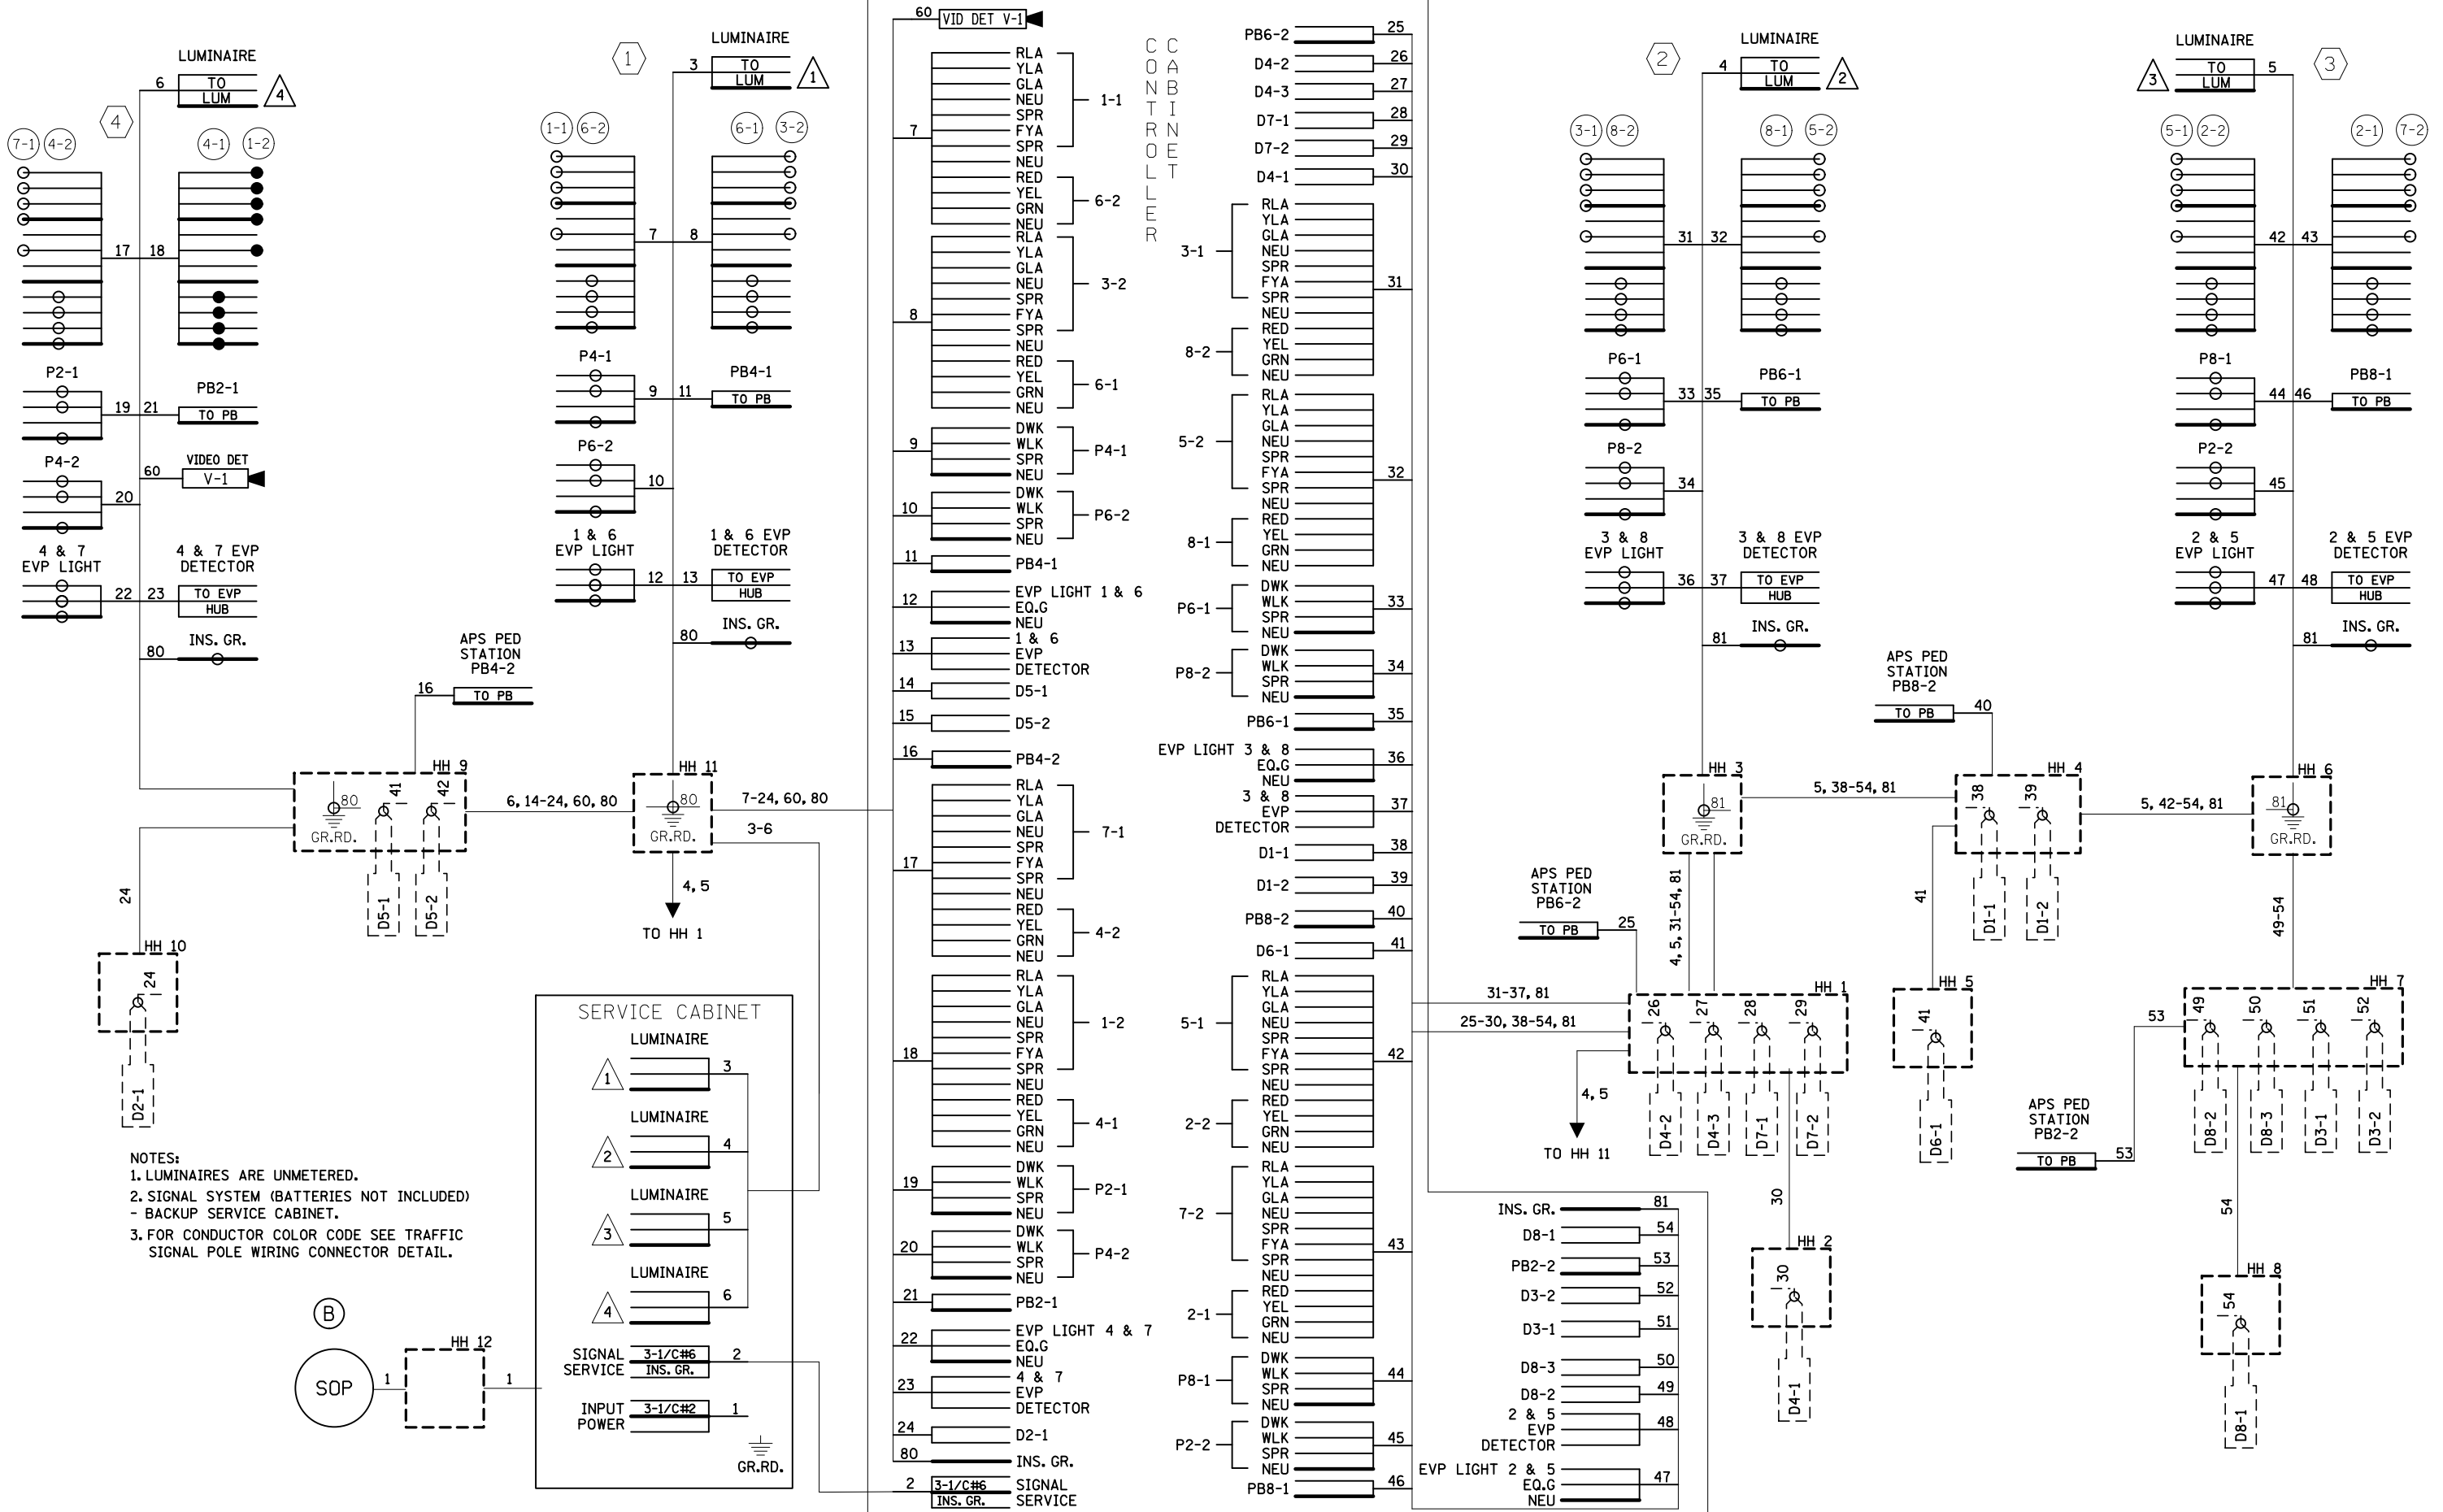 LUMINAIRE
6
TO
LUM
4
4
7-1 4-2
4-1 1-2
17 18
P2-1
19 21
PB2-1
TO PB
P4-2
20
60
VIDEO DET
V-1
4 & 7
EVP LIGHT
4 & 7 EVP
DETECTOR
22 23
TO EVP
HUB
INS. GR.
80
LUMINAIRE
1
3
TO
LUM
1
1-1 6-2
6-1 3-2
7 8
P4-1
9 11
PB4-1
TO PB
P6-2
10
1 & 6
EVP LIGHT
1 & 6 EVP
DETECTOR
12 13
TO EVP
HUB
INS. GR.
80
APS PED
STATION
PB4-2
16
TO PB
HH 9
80
GR.RD.
41
42
D5-1
D5-2
6, 14-24, 60, 80
HH 11
80
GR.RD.
7-24, 60, 80
3-6
4, 5
TO HH 1
24
HH 10
24
D2-1
NOTES:
1. LUMINAIRES ARE UNMETERED.
2. SIGNAL SYSTEM (BATTERIES NOT INCLUDED)
- BACKUP SERVICE CABINET.
3. FOR CONDUCTOR COLOR CODE SEE TRAFFIC
SIGNAL POLE WIRING CONNECTOR DETAIL.
B
SOP
1
HH 12
1
SERVICE CABINET
LUMINAIRE
1
3
LUMINAIRE
2
4
LUMINAIRE
3
5
LUMINAIRE
4
6
SIGNAL
SERVICE
3-1/C#6
INS. GR.
2
INPUT
POWER
3-1/C#2
1
GR.RD.
CONTROLLER
CABINET
60
VID DET V-1
7
RLA
YLA
GLA
NEU
SPR
FYA
SPR
NEU
1-1
RED
YEL
GRN
NEU
6-2
8
RLA
YLA
GLA
NEU
SPR
FYA
SPR
NEU
3-2
RED
YEL
GRN
NEU
6-1
9
DWK
WLK
SPR
NEU
P4-1
10
DWK
WLK
SPR
NEU
P6-2
11
PB4-1
12
EVP LIGHT 1 & 6
EQ.G
NEU
13
1 & 6
EVP
DETECTOR
14
D5-1
15
D5-2
16
PB4-2
17
RLA
YLA
GLA
NEU
SPR
FYA
SPR
NEU
7-1
RED
YEL
GRN
NEU
4-2
18
RLA
YLA
GLA
NEU
SPR
FYA
SPR
NEU
1-2
RED
YEL
GRN
NEU
4-1
19
DWK
WLK
SPR
NEU
P2-1
20
DWK
WLK
SPR
NEU
P4-2
21
PB2-1
22
EVP LIGHT 4 & 7
EQ.G
NEU
23
4 & 7
EVP
DETECTOR
24
D2-1
80
INS. GR.
2
3-1/C#6
INS. GR.
SIGNAL
SERVICE
PB6-2
25
D4-2
26
D4-3
27
D7-1
28
D7-2
29
D4-1
30
3-1
RLA
YLA
GLA
NEU
SPR
FYA
SPR
NEU
31
8-2
RED
YEL
GRN
NEU
5-2
RLA
YLA
GLA
NEU
SPR
FYA
SPR
NEU
32
8-1
RED
YEL
GRN
NEU
P6-1
DWK
WLK
SPR
NEU
33
P8-2
DWK
WLK
SPR
NEU
34
PB6-1
35
EVP LIGHT 3 & 8
EQ.G
NEU
36
3 & 8
EVP
DETECTOR
37
D1-1
38
D1-2
39
PB8-2
40
D6-1
41
5-1
RLA
YLA
GLA
NEU
SPR
FYA
SPR
NEU
42
2-2
RED
YEL
GRN
NEU
7-2
RLA
YLA
GLA
NEU
SPR
FYA
SPR
NEU
43
2-1
RED
YEL
GRN
NEU
P8-1
DWK
WLK
SPR
NEU
44
P2-2
DWK
WLK
SPR
NEU
45
PB8-1
46
INS. GR.
81
D8-1
54
PB2-2
53
D3-2
52
D3-1
51
D8-3
50
D8-2
49
2 & 5
EVP
DETECTOR
48
EVP LIGHT 2 & 5
EQ.G
NEU
47
2
LUMINAIRE
4
TO
LUM
2
3-1 8-2
8-1 5-2
31 32
P6-1
33 35
PB6-1
TO PB
P8-2
34
3 & 8
EVP LIGHT
3 & 8 EVP
DETECTOR
36 37
TO EVP
HUB
INS. GR.
81
LUMINAIRE
3
TO
LUM
5
3
5-1 2-2
2-1 7-2
42 43
P8-1
44 46
PB8-1
TO PB
P2-2
45
2 & 5
EVP LIGHT
2 & 5 EVP
DETECTOR
47 48
TO EVP
HUB
INS. GR.
81
APS PED
STATION
PB8-2
TO PB
40
HH 3
81
GR.RD.
5, 38-54, 81
HH 4
38
39
D1-1
D1-2
5, 42-54, 81
HH 6
81
GR.RD.
APS PED
STATION
PB6-2
TO PB
25
4, 5, 31-54, 81
41
49-54
31-37, 81
25-30, 38-54, 81
4, 5
TO HH 11
HH 1
26
27
28
29
D4-2
D4-3
D7-1
D7-2
30
HH 2
30
D4-1
HH 5
41
D6-1
53
HH 7
49
50
51
52
D8-2
D8-3
D3-1
D3-2
APS PED
STATION
PB2-2
TO PB
53
54
HH 8
54
D8-1